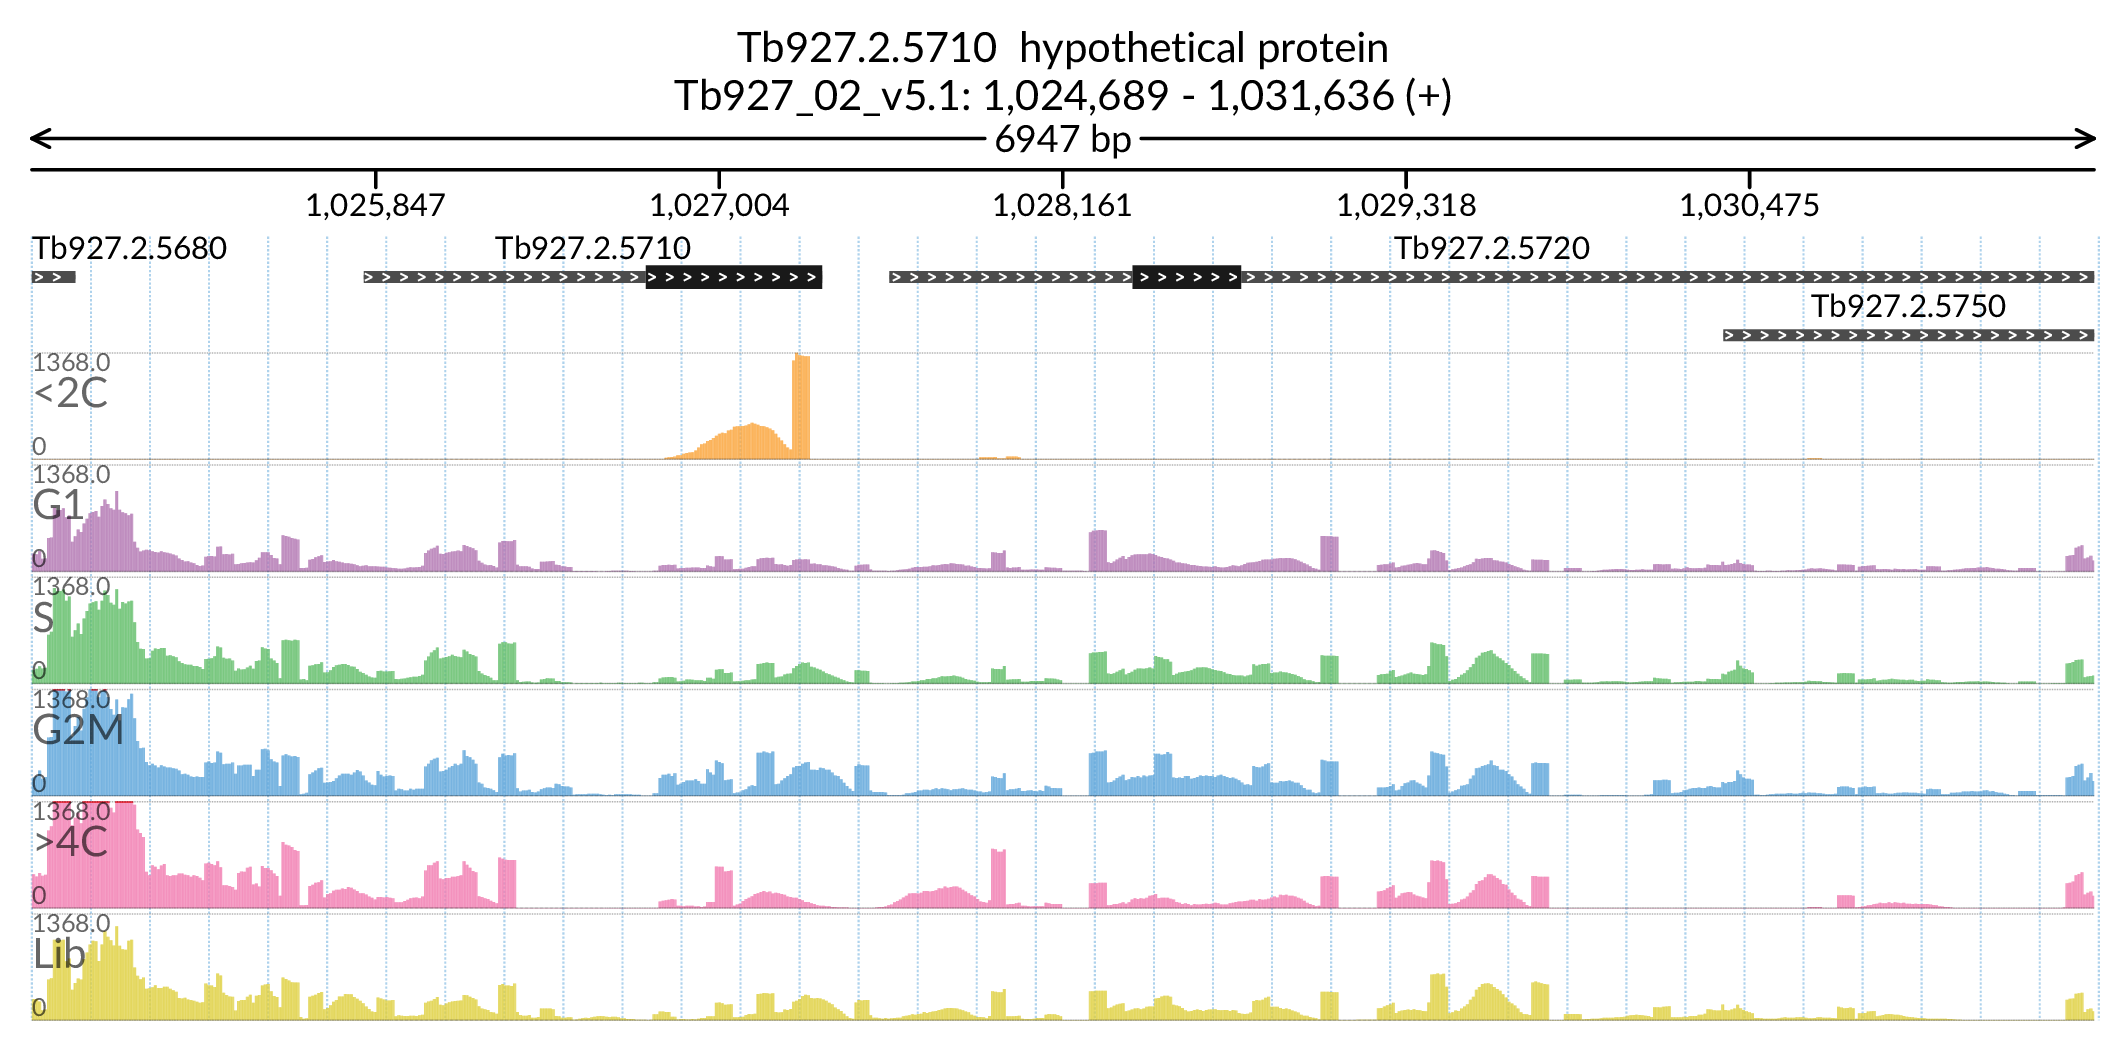 Tb927.2.5710  hypothetical protein
Tb927_02_v5.1: 1,024,689 - 1,031,636 (+)
6947 bp
1,025,847 1,027,004 1,028,161 1,029,318 1,030,475
Tb927.2.5680 Tb927.2.5710 Tb927.2.5720
Tb927.2.5750
1368.0
<2C
0
1368.0
G1
0
1368.0
S
0
1368.0
G2M
0
1368.0
>4C
0
1368.0
Lib
0